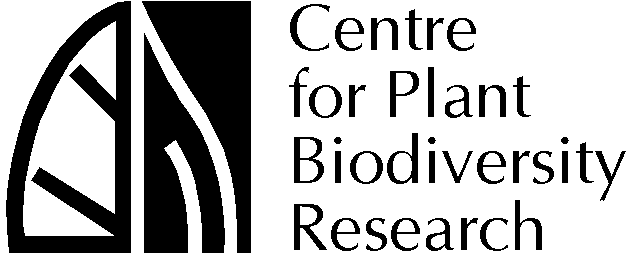 Centre
for Plant
Biodiversity
Research